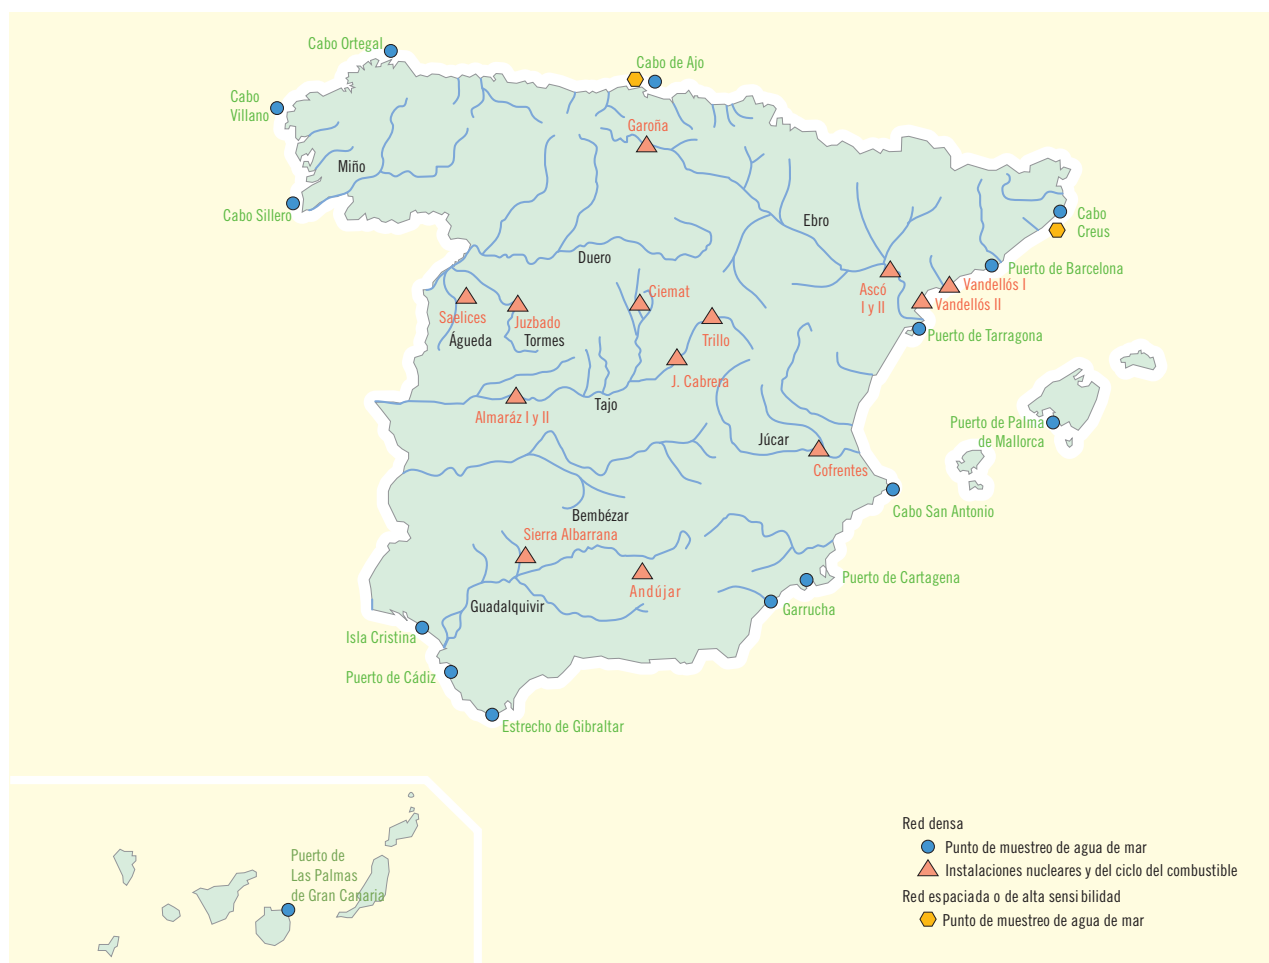 Cabo Ortegal
Cabo de Ajo
Cabo
Villano
Garoña
Miño
Cabo Sillero
Cabo
Creus
Ebro
Duero
Puerto de Barcelona
Ascó
I y II
Vandellós I
Vandellós II
Ciemat
Saelices
Juzbado
Trillo
Puerto de Tarragona
Águeda
Tormes
J. Cabrera
Tajo
Almaráz I y II
Puerto de Palma
de Mallorca
Júcar
Cofrentes
Cabo San Antonio
Bembézar
Sierra Albarrana
Andújar
Puerto de Cartagena
Guadalquivir
Garrucha
Isla Cristina
Puerto de Cádiz
Estrecho de Gibraltar
Puerto de
Las Palmas
de Gran Canaria
Red densa
Punto de muestreo de agua de mar
Instalaciones nucleares y del ciclo del combustible
Red espaciada o de alta sensibilidad
Punto de muestreo de agua de mar